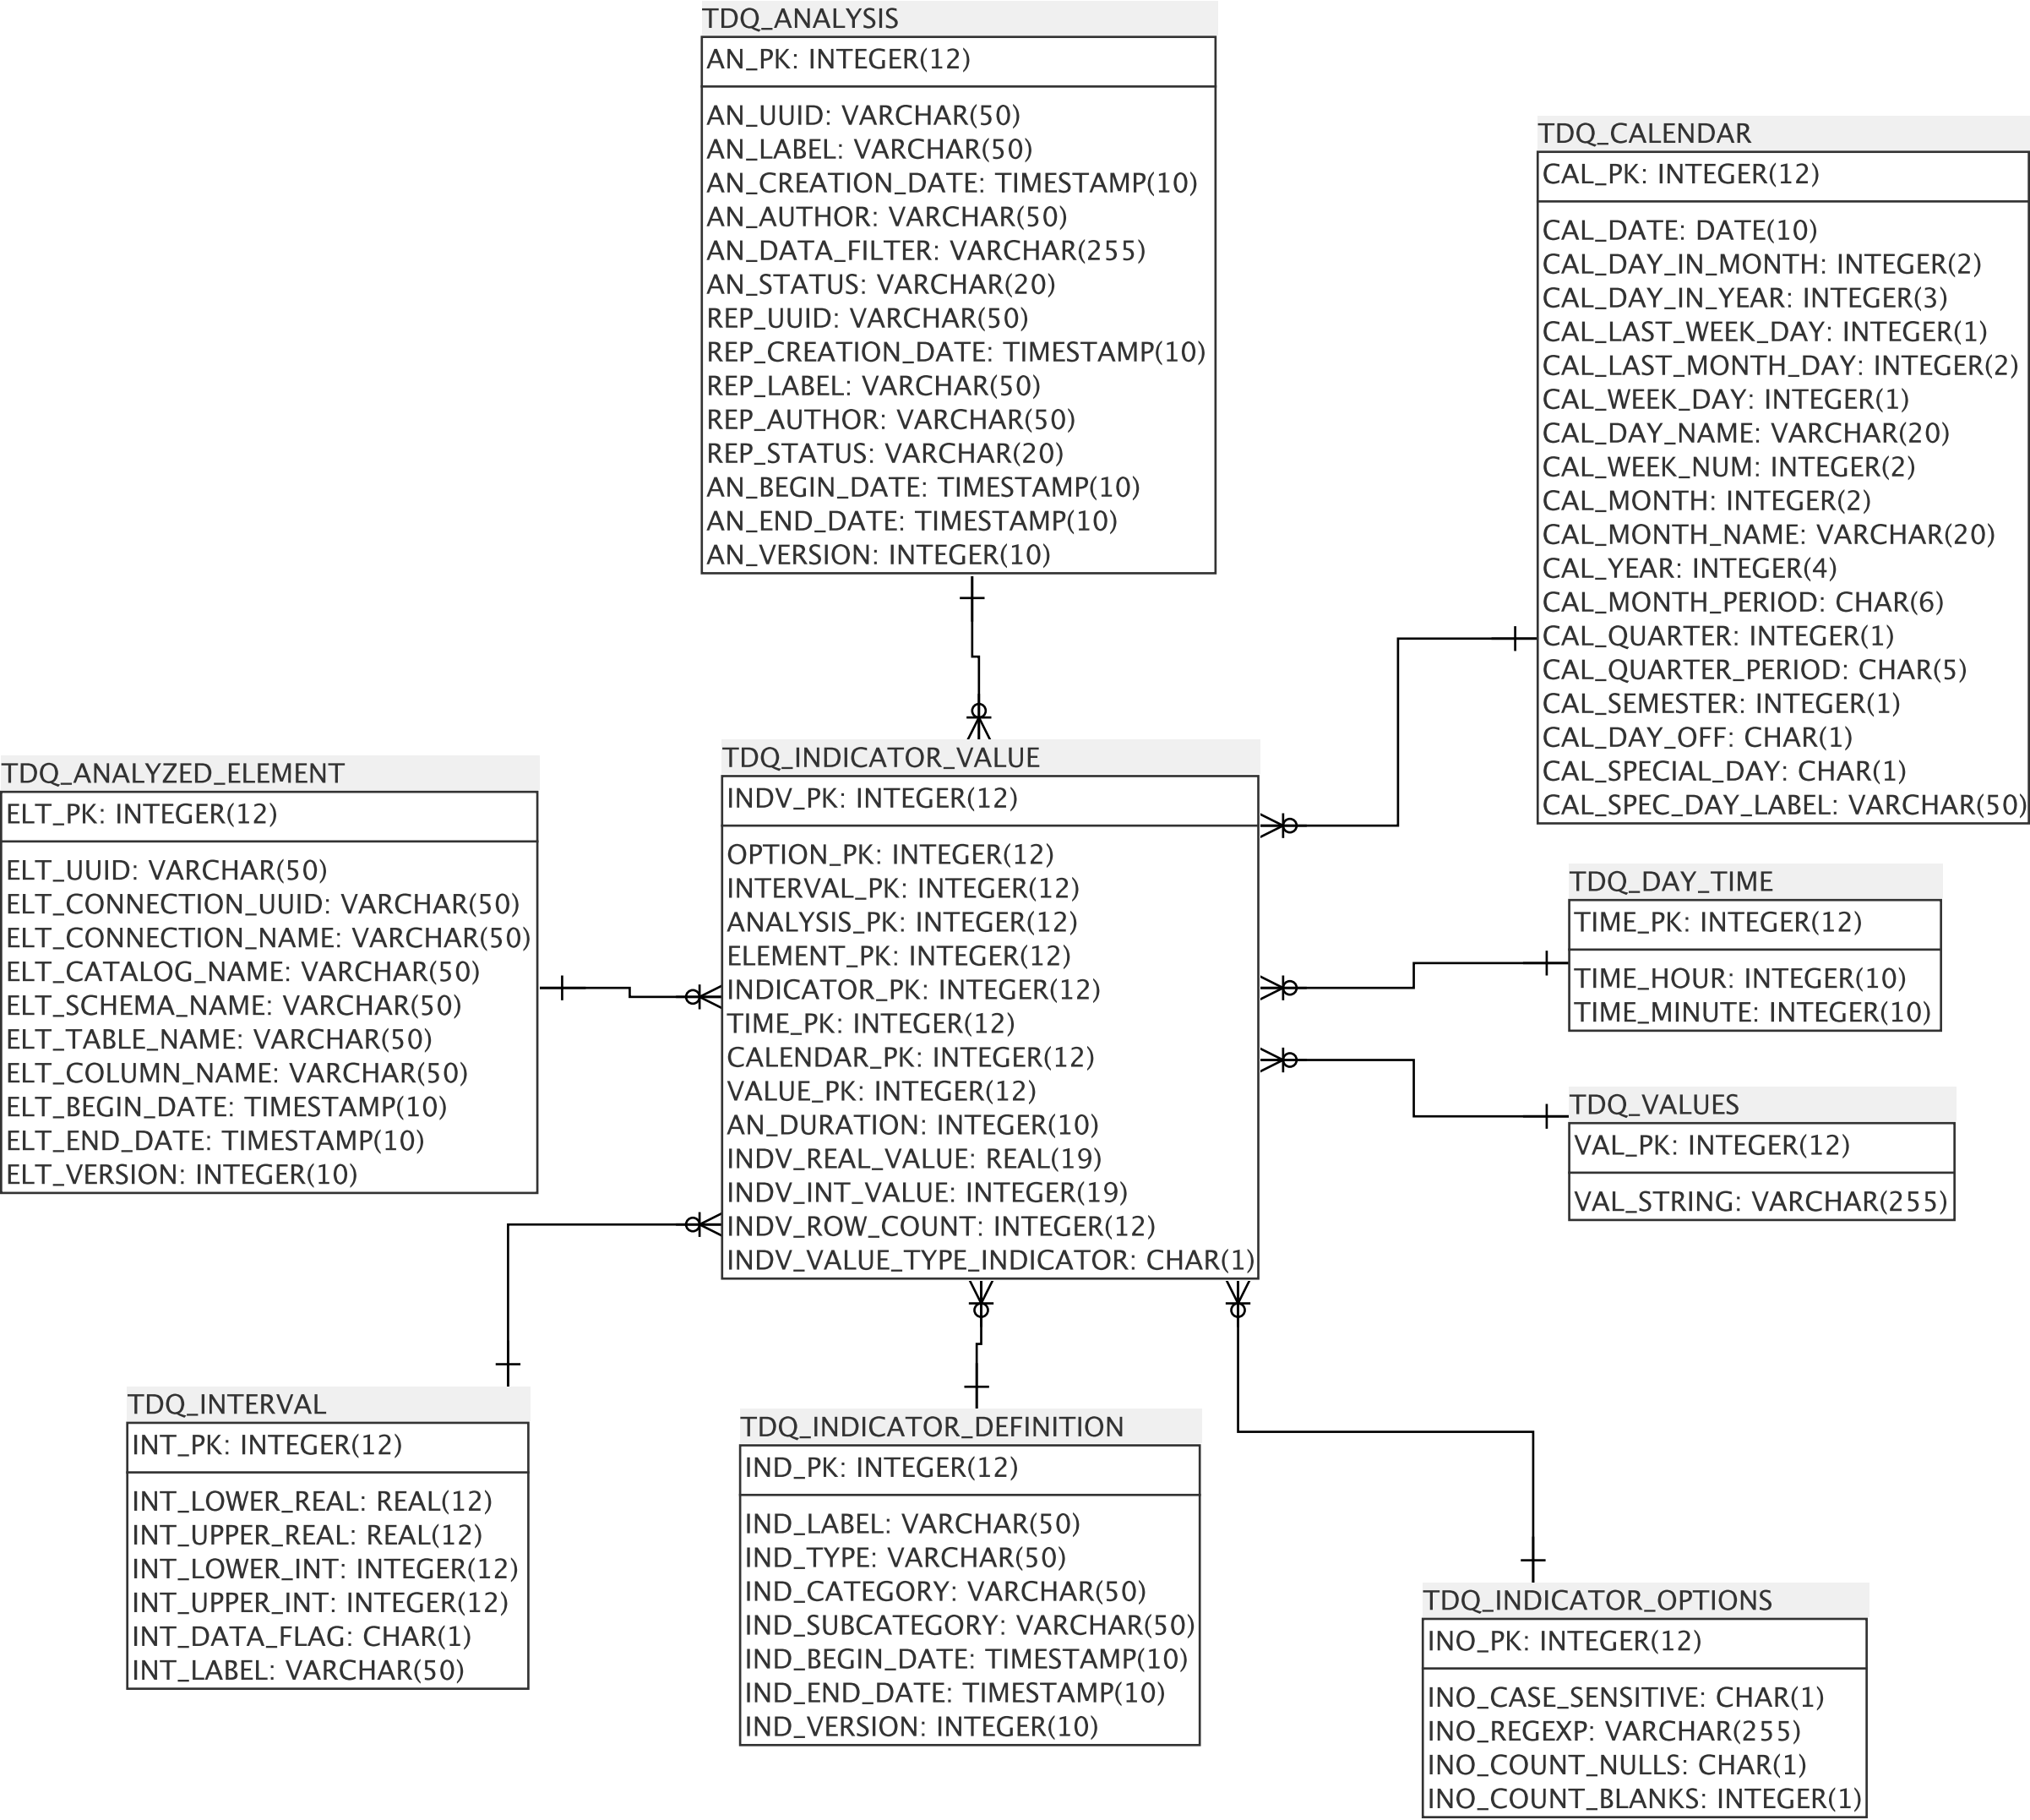 TDQ_ANALYSIS
AN_PK: INTEGER(12)
AN_UUID: VARCHAR(50)
AN_LABEL: VARCHAR(50)
AN_CREATION_DATE: TIMESTAMP(10)
AN_AUTHOR: VARCHAR(50)
AN_DATA_FILTER: VARCHAR(255)
AN_STATUS: VARCHAR(20)
REP_UUID: VARCHAR(50)
REP_CREATION_DATE: TIMESTAMP(10)
REP_LABEL: VARCHAR(50)
REP_AUTHOR: VARCHAR(50)
REP_STATUS: VARCHAR(20)
AN_BEGIN_DATE: TIMESTAMP(10)
AN_END_DATE: TIMESTAMP(10)
AN_VERSION: INTEGER(10)
TDQ_CALENDAR
CAL_PK: INTEGER(12)
CAL_DATE: DATE(10)
CAL_DAY_IN_MONTH: INTEGER(2)
CAL_DAY_IN_YEAR: INTEGER(3)
CAL_LAST_WEEK_DAY: INTEGER(1)
CAL_LAST_MONTH_DAY: INTEGER(2)
CAL_WEEK_DAY: INTEGER(1)
CAL_DAY_NAME: VARCHAR(20)
CAL_WEEK_NUM: INTEGER(2)
CAL_MONTH: INTEGER(2)
CAL_MONTH_NAME: VARCHAR(20)
CAL_YEAR: INTEGER(4)
CAL_MONTH_PERIOD: CHAR(6)
CAL_QUARTER: INTEGER(1)
CAL_QUARTER_PERIOD: CHAR(5)
CAL_SEMESTER: INTEGER(1)
CAL_DAY_OFF: CHAR(1)
CAL_SPECIAL_DAY: CHAR(1)
CAL_SPEC_DAY_LABEL: VARCHAR(50)
TDQ_ANALYZED_ELEMENT
ELT_PK: INTEGER(12)
ELT_UUID: VARCHAR(50)
ELT_CONNECTION_UUID: VARCHAR(50)
ELT_CONNECTION_NAME: VARCHAR(50)
ELT_CATALOG_NAME: VARCHAR(50)
ELT_SCHEMA_NAME: VARCHAR(50)
ELT_TABLE_NAME: VARCHAR(50)
ELT_COLUMN_NAME: VARCHAR(50)
ELT_BEGIN_DATE: TIMESTAMP(10)
ELT_END_DATE: TIMESTAMP(10)
ELT_VERSION: INTEGER(10)
TDQ_INDICATOR_VALUE
INDV_PK: INTEGER(12)
OPTION_PK: INTEGER(12)
INTERVAL_PK: INTEGER(12)
ANALYSIS_PK: INTEGER(12)
ELEMENT_PK: INTEGER(12)
INDICATOR_PK: INTEGER(12)
TIME_PK: INTEGER(12)
CALENDAR_PK: INTEGER(12)
VALUE_PK: INTEGER(12)
AN_DURATION: INTEGER(10)
INDV_REAL_VALUE: REAL(19)
INDV_INT_VALUE: INTEGER(19)
INDV_ROW_COUNT: INTEGER(12)
INDV_VALUE_TYPE_INDICATOR: CHAR(1)
TDQ_DAY_TIME
TIME_PK: INTEGER(12)
TIME_HOUR: INTEGER(10)
TIME_MINUTE: INTEGER(10)
TDQ_VALUES
VAL_PK: INTEGER(12)
VAL_STRING: VARCHAR(255)
TDQ_INTERVAL
INT_PK: INTEGER(12)
INT_LOWER_REAL: REAL(12)
INT_UPPER_REAL: REAL(12)
INT_LOWER_INT: INTEGER(12)
INT_UPPER_INT: INTEGER(12)
INT_DATA_FLAG: CHAR(1)
INT_LABEL: VARCHAR(50)
TDQ_INDICATOR_DEFINITION
IND_PK: INTEGER(12)
IND_LABEL: VARCHAR(50)
IND_TYPE: VARCHAR(50)
IND_CATEGORY: VARCHAR(50)
IND_SUBCATEGORY: VARCHAR(50)
IND_BEGIN_DATE: TIMESTAMP(10)
IND_END_DATE: TIMESTAMP(10)
IND_VERSION: INTEGER(10)
TDQ_INDICATOR_OPTIONS
INO_PK: INTEGER(12)
INO_CASE_SENSITIVE: CHAR(1)
INO_REGEXP: VARCHAR(255)
INO_COUNT_NULLS: CHAR(1)
INO_COUNT_BLANKS: INTEGER(1)